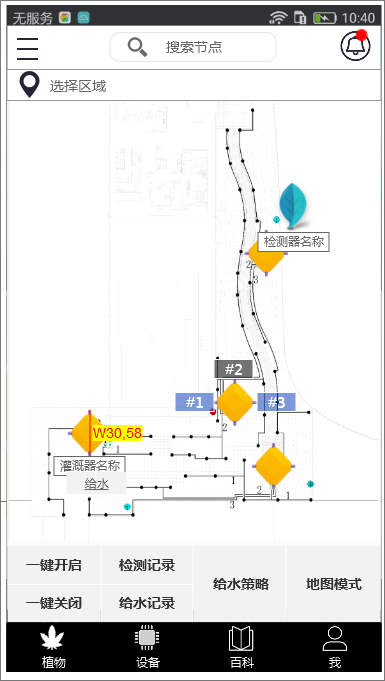 无服务 10:40
搜索节点
选择区域
检测器名称
2
3
#2
#1 #3
2
W30,58
灌溉器名称
给水
1
1
2
3
一键开启 检测记录
给水策略 地图模式
一键关闭 给水记录
植物 设备 百科 我